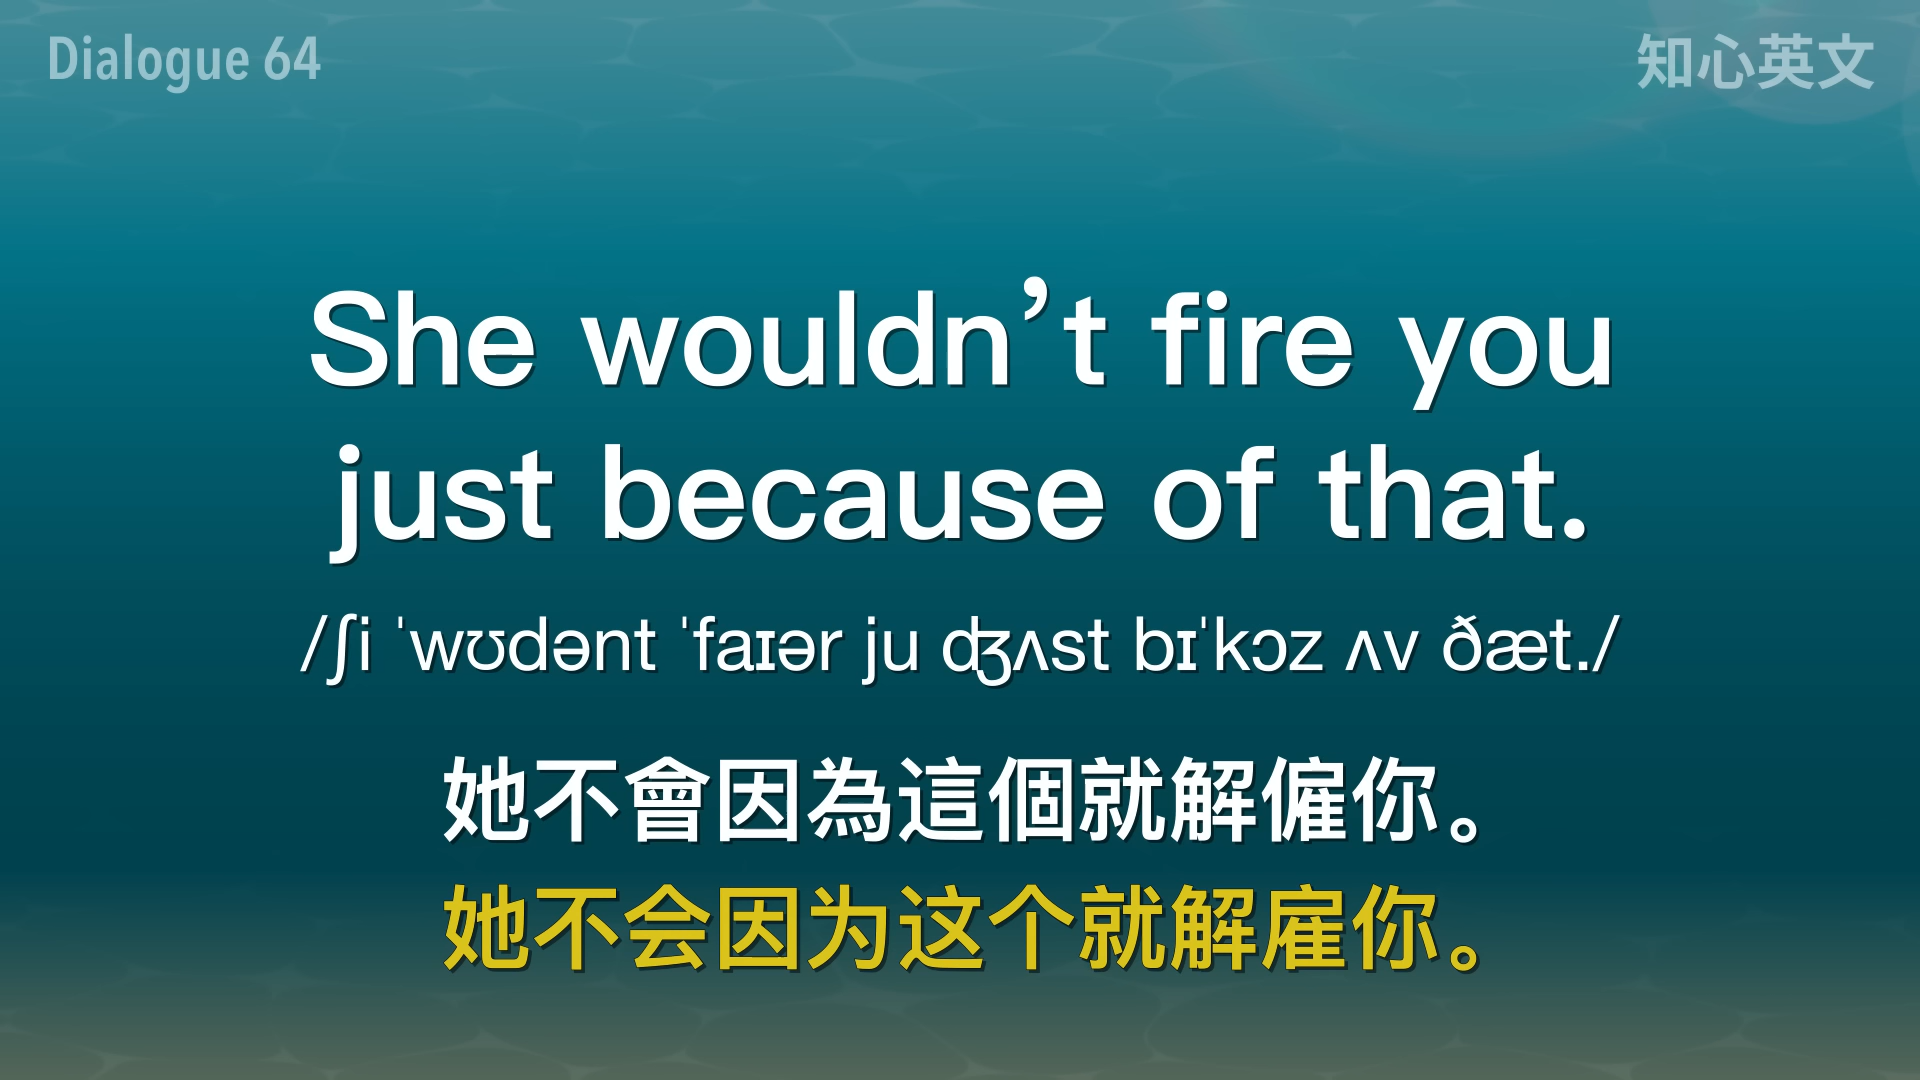 Dialogue 64
知心英文
She wouldn’t fire you
just because of that.
/ʃi ˈwʊdənt ˈfaɪər ju ʤʌst bɪˈkɔz ʌv ðæt./
她不會因為這個就解僱你。
她不会因为这个就解雇你。